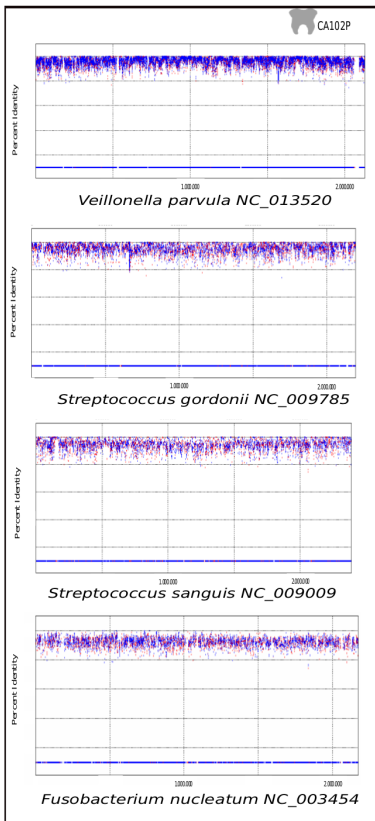 CA102P
Percent Identity
1.000.000 2.000.000
Veillonella parvula NC_013520
Percent Identity
1.000.000 2.000.000
Streptococcus gordonii NC_009785
Percent Identity
1.000.000 2.000.000
Streptococcus sanguis NC_009009
Percent Identity
1.000.000 2.000.000
Fusobacterium nucleatum NC_003454